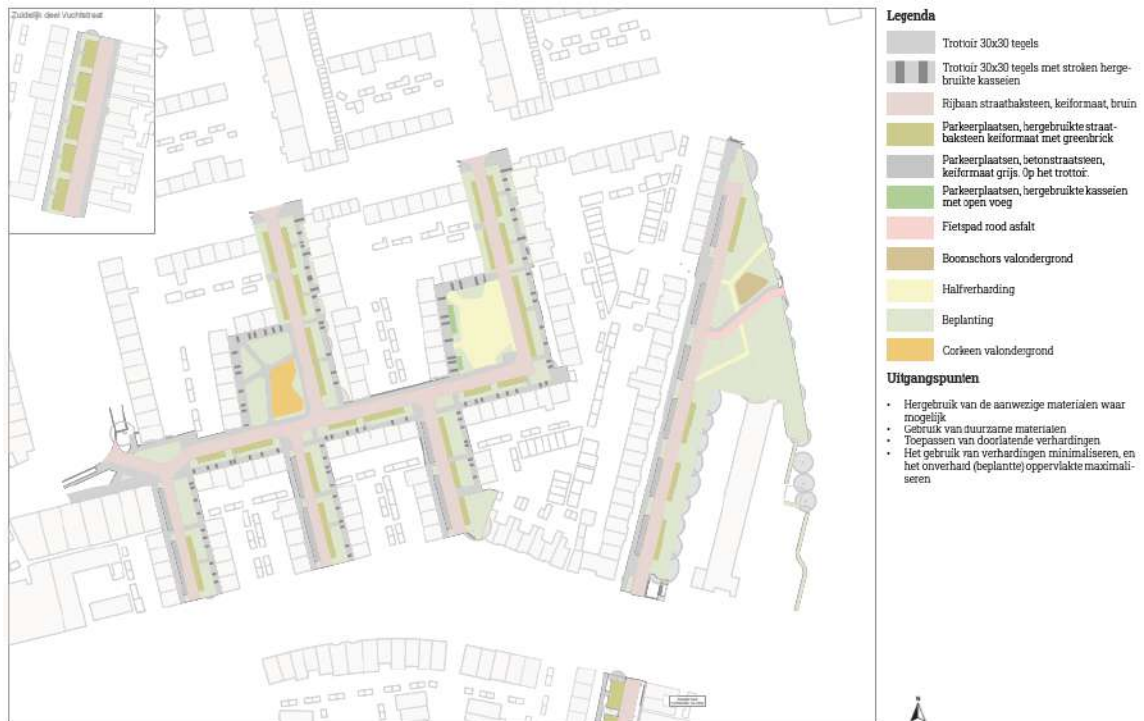 Zuidelijk deel Vuchtstraat
Legenda
Trottoir 30x30 tegels
Trottoir 30x30 tegels met stroken herge-
bruikte kasseien
Rijbaan straatbaksteen, keiformaat, bruin
Parkeerplaatsen, hergebruikte straat-
baksteen keiformaat met greenbrick
Parkeerplaatsen, betonstraatsteen,
keiformaat grijs. Op het trottoir.
Parkeerplaatsen, hergebruikte kasseien
met open voeg
Fietspad rood asfalt
Boomschors valondergrond
Halfverharding
Beplanting
Corkeen valondergrond
Uitgangspunten
• Hergebruik van de aanwezige materialen waar
mogelijk
• Gebruik van duurzame materialen
• Toepassen van doorlatende verhardingen
• Het gebruik van verhardingen minimaliseren, en
het onverhard (beplantte) oppervlakte maximali-
seren